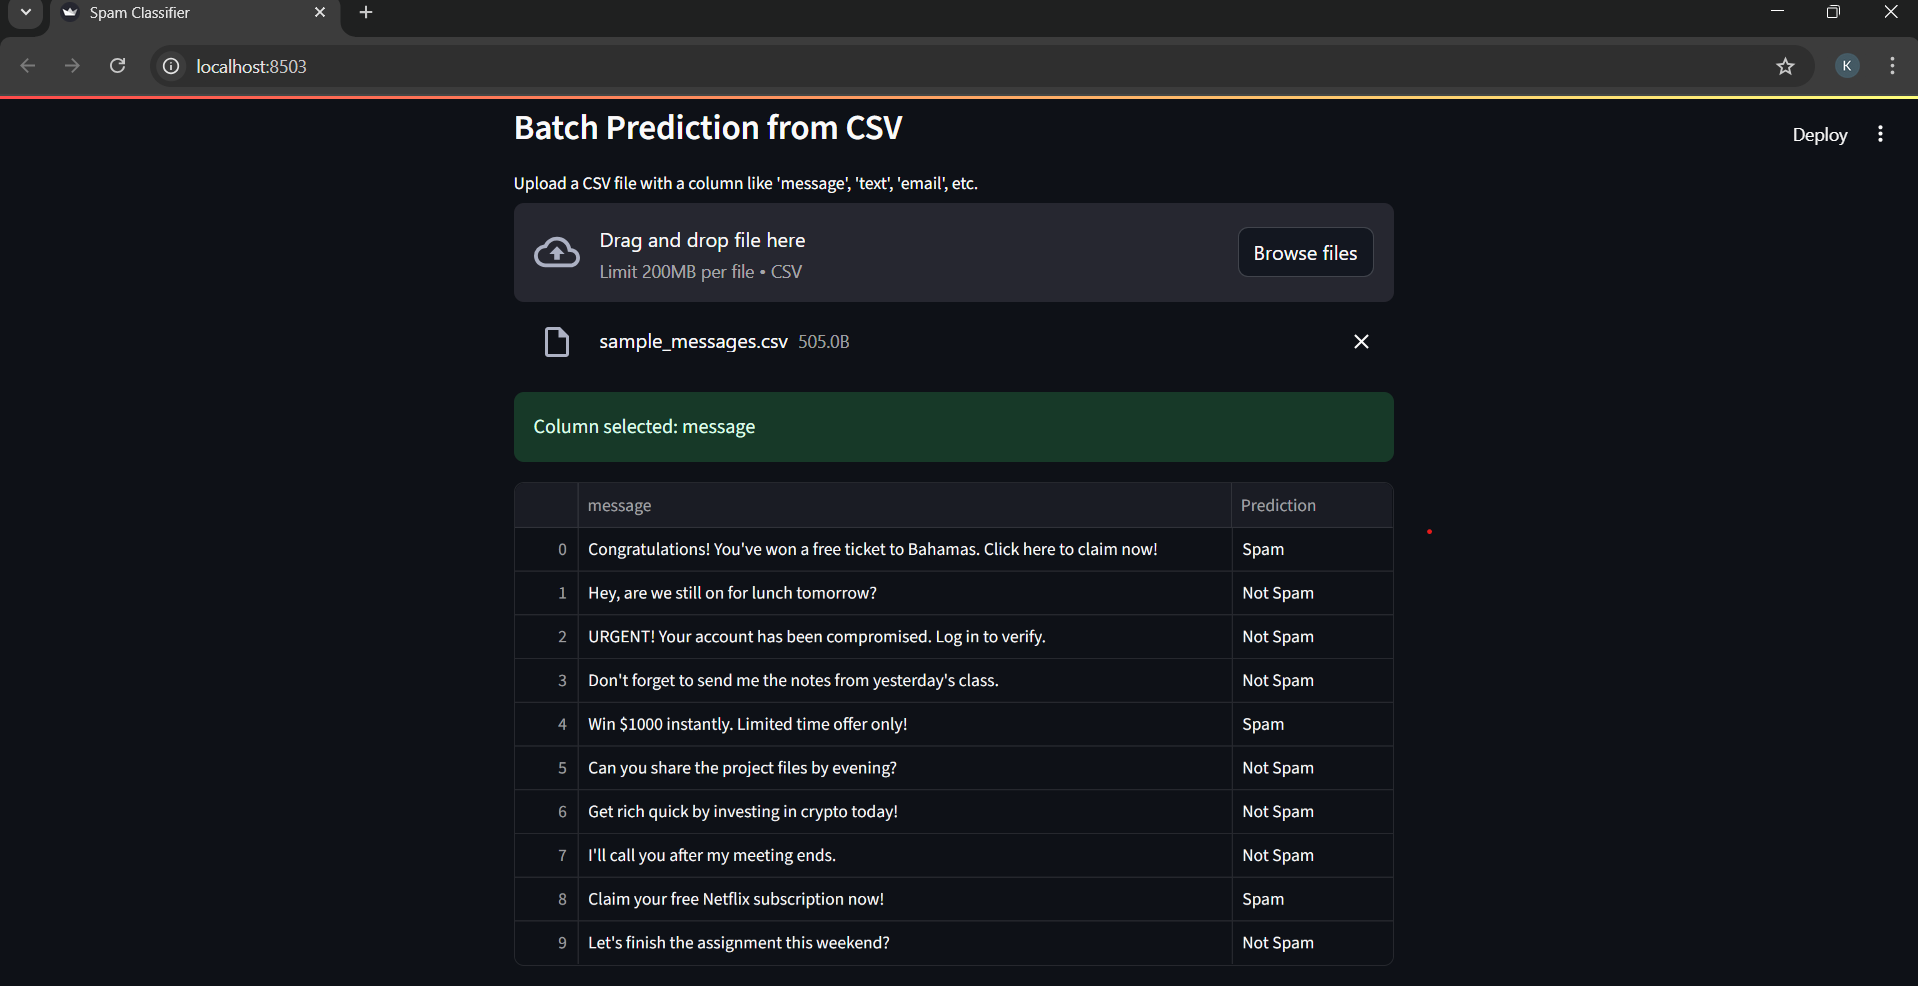 Spam Classifier
localhost:8503
K
Batch Prediction from CSV
Deploy
Upload a CSV file with a column like 'message', 'text', 'email', etc.
Drag and drop file here
Limit 200MB per file • CSV
Browse files
sample_messages.csv 505.0B
Column selected: message
message Prediction
0 Congratulations! You've won a free ticket to Bahamas. Click here to claim now! Spam
1 Hey, are we still on for lunch tomorrow? Not Spam
2 URGENT! Your account has been compromised. Log in to verify. Not Spam
3 Don't forget to send me the notes from yesterday's class. Not Spam
4 Win $1000 instantly. Limited time offer only! Spam
5 Can you share the project files by evening? Not Spam
6 Get rich quick by investing in crypto today! Not Spam
7 I'll call you after my meeting ends. Not Spam
8 Claim your free Netflix subscription now! Spam
9 Let's finish the assignment this weekend? Not Spam